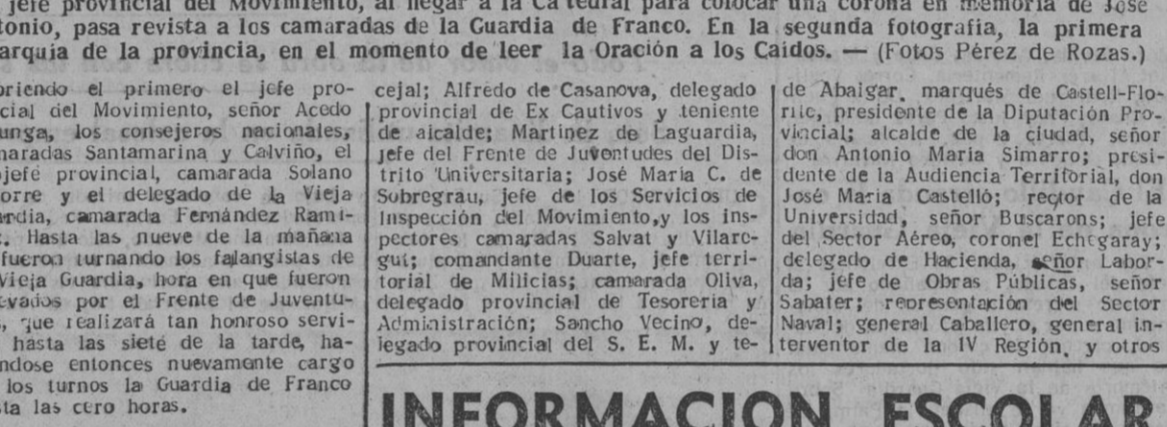 jefe provincial del Movimiento, al llegar a la Catedral para colocar una corona en memoria de José
tonio, pasa revista a los camaradas de la Guardia de Franco. En la segunda fotografía, la primera
arquía de la provincia, en el momento de leer la Oración a los Caídos. — (Fotos Pérez de Rozas.)
briendo el primero el jefe pro-
cial del Movimiento, señor Acedo
unga, los consejeros nacionales,
maradas Santamarina y Calviño, el
ojefe provincial, camarada Solano
orre y el delegado de la Vieja
ardia, camarada Fernández Rami-
. Hasta las nueve de la mañana
fueron turnando los falangistas de
Vieja Guardia, hora en que fueron
evados por el Frente de Juventu-
, que realizará tan honroso servi-
hasta las siete de la tarde, ha-
ndose entonces nuevamente cargo
los turnos la Guardia de Franco
sta las cero horas.
cejal; Alfredo de Casanova, delegado
provincial de Ex Cautivos y teniente
de alcalde; Martínez de Laguardia,
jefe del Frente de Juventudes del Dis-
trito Universitaria; José María C. de
Sobregrau, jefe de los Servicios de
Inspección del Movimiento,y los ins-
pectores camaradas Salvat y Vilare-
gui; comandante Duarte, jefe terri-
torial de Milicias; camarada Oliva,
delegado provincial de Tesorería y
Administración; Sancho Vecino, de-
legado provincial del S. E. M. y te-
de Abaigar, marqués de Castell-Flo-
rite, presidente de la Diputación Pro-
vincial; alcalde de la ciudad, señor
don Antonio María Simarro; presi-
dente de la Audiencia Territorial, don
José María Castelló; rector de la
Universidad, señor Buscarons; jefe
del Sector Aéreo, coronel Echegaray;
delegado de Hacienda, señor Labor-
da; jefe de Obras Públicas, señor
Sabater; representación del Sector
Naval; general Caballero, general in-
terventor de la IV Región, y otros
INFORMACION ESCOLAR